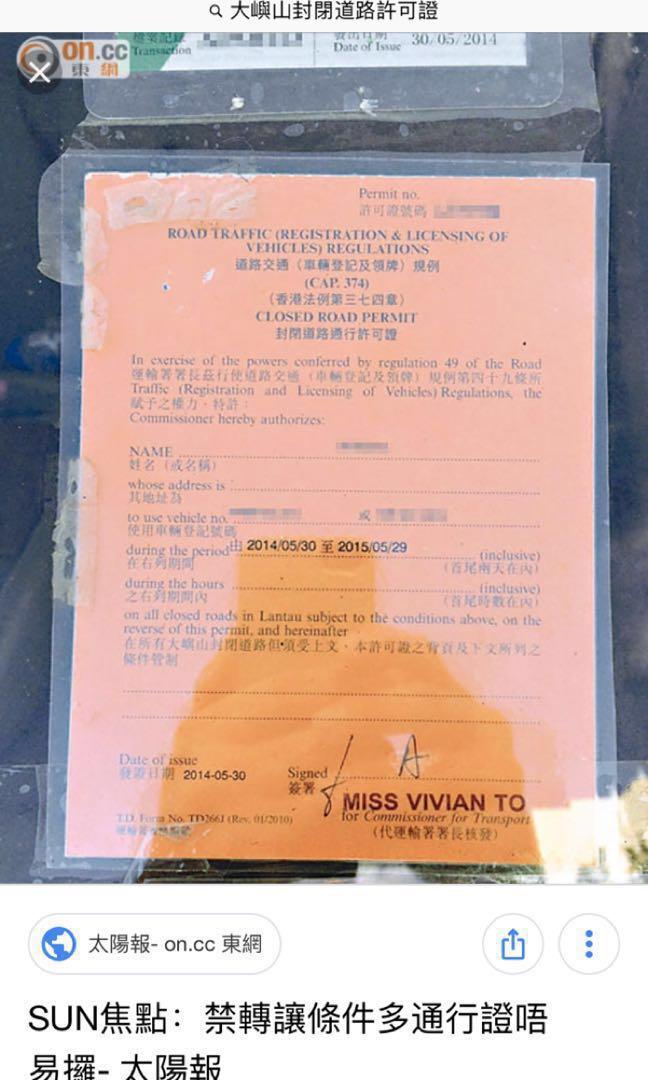 大嶼山封閉道路許可證
on.cc
東網
Transaction
發出日期
Date of Issue 30/05/2014
Permit no.
許可證號碼
ROAD TRAFFIC (REGISTRATION & LICENSING OF
VEHICLES) REGULATIONS
道路交通（車輛登記及領牌）規例
(CAP. 374)
（香港法例第三七四章）
CLOSED ROAD PERMIT
封閉道路通行許可證
In exercise of the powers conferred by regulation 49 of the Road
運輸署署長茲行使道路交通（車輛登記及領牌）規例第四十九條所
Traffic (Registration and Licensing of Vehicles) Regulations, the
賦予之權力，特許：
Commissioner hereby authorizes:
NAME
姓名（或名稱）
whose address is
其地址為
to use vehicle no. 或
使用車輛登記號碼
during the period 由 2014/05/30 至 2015/05/29 (inclusive)
在右列期間 （首尾兩天在內）
during the hours (inclusive)
之右列期間內 （首尾時數在內）
on all closed roads in Lantau subject to the conditions above, on the
reverse of this permit, and hereinafter
在所有大嶼山封閉道路但須受上文、本許可證之背頁及下文所列之
條件管制
Date of issue
發證日期 2014-05-30
Signed
簽署
MISS VIVIAN TO
for Commissioner for Transport
（代運輸署署長核發）
T.D. Form No. TD266J (Rev. 01/2010)
太陽報- on.cc 東網
SUN焦點：禁轉讓條件多通行證唔
易攞- 太陽報